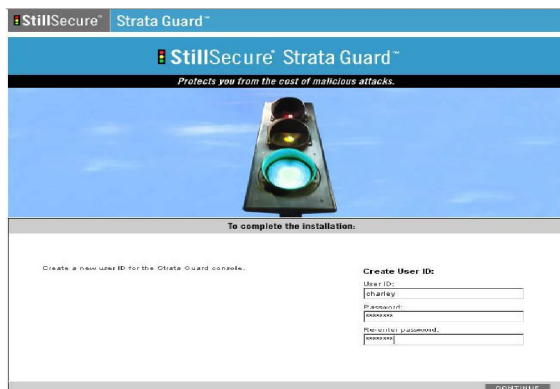 StillSecure Strata Guard™
StillSecure® Strata Guard™
Protects you from the cost of malicious attacks.
To complete the installation:
Create a new user ID for the Strata Guard console.
Create User ID:
User ID:
charley
Password:
********
Re-enter password:
********
CONTINUE